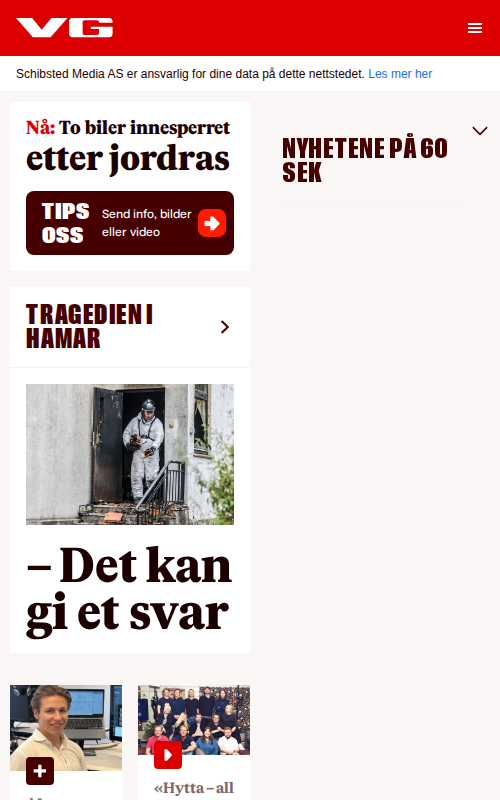 VG
Schibsted Media AS er ansvarlig for dine data på dette nettstedet. Les mer her
Nå: To biler innesperret
etter jordras
TIPS
OSS
Send info, bilder
eller video
NYHETENE PÅ 60
SEK
TRAGEDIEN I
HAMAR
– Det kan
gi et svar
«Hytta – all